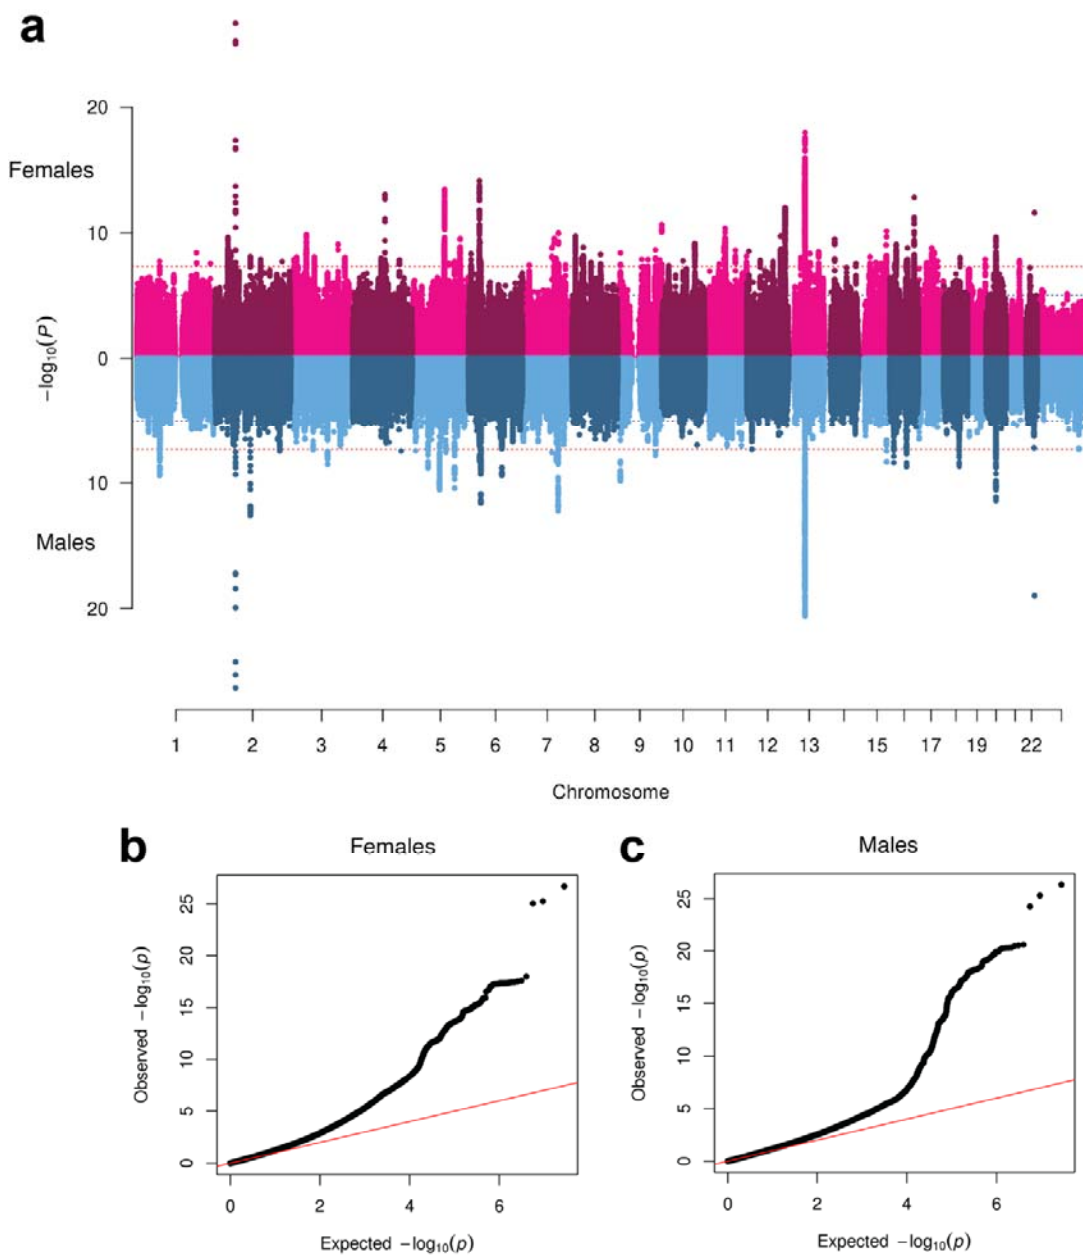 a
20
Females
10
−log₁₀(P)
0
10
Males
20
1 2 3 4 5 6 7 8 9 10 11 12 13 15 17 19 22
Chromosome
b Females
c Males
25
20
15
10
5
0
Observed −log₁₀(p)
0 2 4 6
Expected −log₁₀(p)
25
20
15
10
5
0
Observed −log₁₀(p)
0 2 4 6
Expected −log₁₀(p)